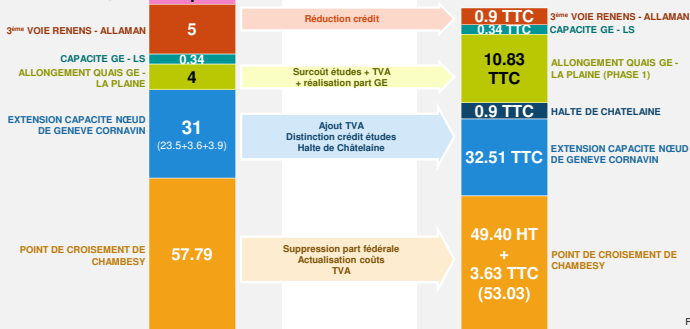 3ème VOIE RENENS - ALLAMAN
5
CAPACITE GE - LS
0.34
ALLONGEMENT QUAIS GE -
LA PLAINE
4
EXTENSION CAPACITE NŒUD
DE GENEVE CORNAVIN
31
(23.5+3.6+3.9)
POINT DE CROISEMENT DE
CHAMBESY
57.79
Réduction crédit
Surcoût études + TVA
+ réalisation part GE
Ajout TVA
Distinction crédit études
Halte de Châtelaine
Suppression part fédérale
Actualisation coûts
TVA
0.9 TTC
3ème VOIE RENENS - ALLAMAN
0.34 TTC
CAPACITE GE - LS
10.83
TTC
ALLONGEMENT QUAIS GE -
LA PLAINE (PHASE 1)
0.9 TTC
HALTE DE CHATELAINE
32.51 TTC
EXTENSION CAPACITE NŒUD
DE GENEVE CORNAVIN
49.40 HT
+
3.63 TTC
(53.03)
POINT DE CROISEMENT DE
CHAMBESY